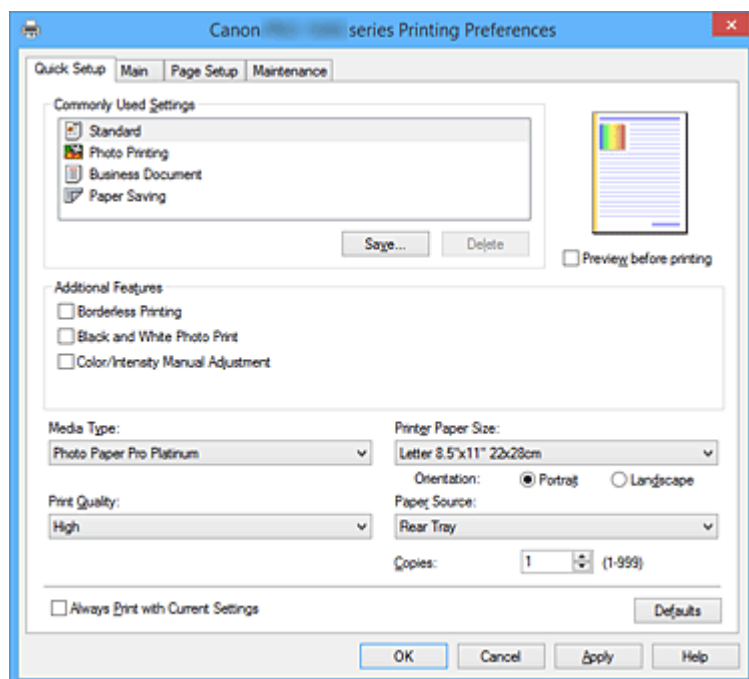 Canon series Printing Preferences
Quick Setup Main Page Setup Maintenance
Commonly Used Settings
Standard
Photo Printing
Business Document
Paper Saving
Save... Delete
Preview before printing
Additional Features
Borderless Printing
Black and White Photo Print
Color/Intensity Manual Adjustment
Media Type: Printer Paper Size:
Photo Paper Pro Platinum Letter 8.5"x11" 22x28cm
Orientation: Portrait Landscape
Print Quality: Paper Source:
High Rear Tray
Copies: 1 (1-999)
Always Print with Current Settings Defaults
OK Cancel Apply Help